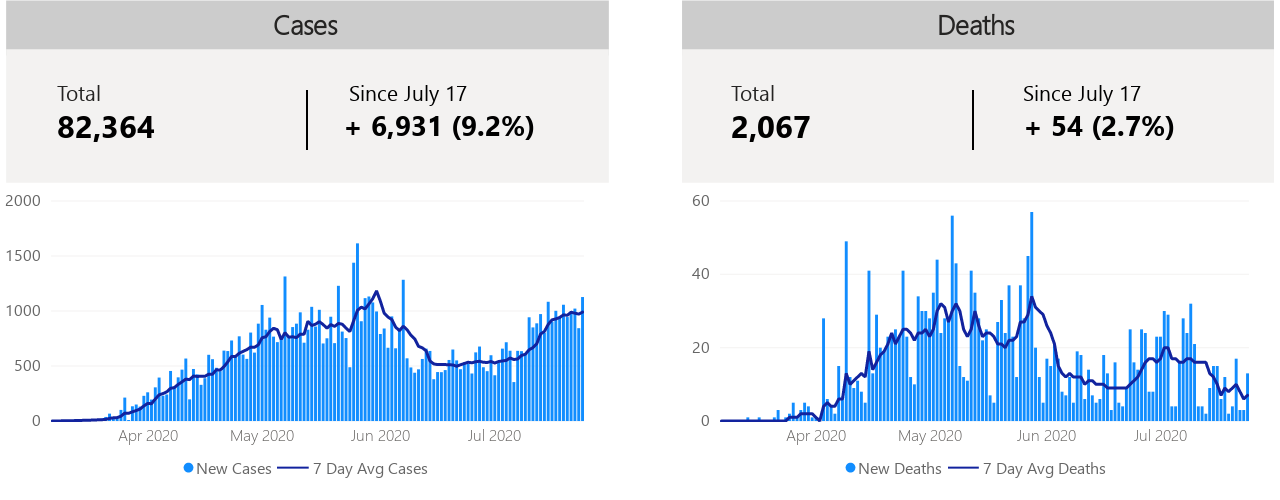 Cases
Total
82,364
Since July 17
+ 6,931 (9.2%)
2000
1500
1000
500
0
Apr 2020 May 2020 Jun 2020 Jul 2020
New Cases 7 Day Avg Cases
Deaths
Total
2,067
Since July 17
+ 54 (2.7%)
60
40
20
0
Apr 2020 May 2020 Jun 2020 Jul 2020
New Deaths 7 Day Avg Deaths